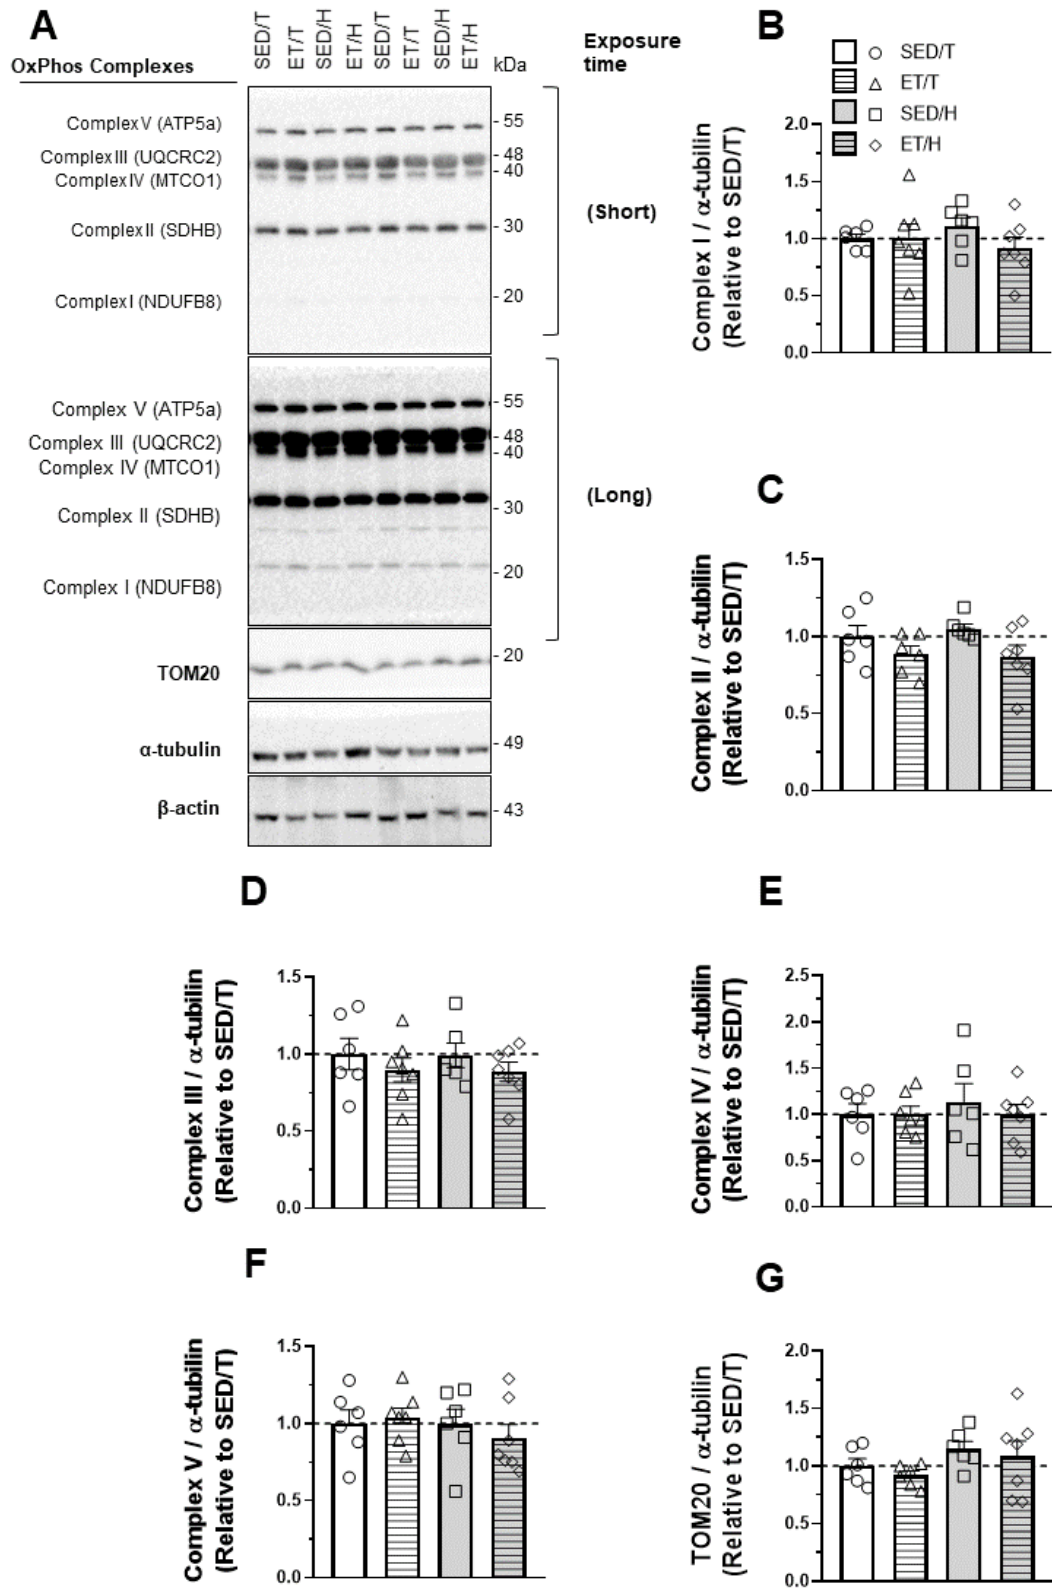 A
SED/T
ET/T
SED/H
ET/H
SED/T
ET/T
SED/H
ET/H
OxPhos Complexes
kDa
Exposure
time
Complex V (ATP5a)
Complex III (UQCRC2)
Complex IV (MTCO1)
Complex II (SDHB)
Complex I (NDUFB8)
- 55
- 48
- 40
- 30
- 20
(Short)
Complex V (ATP5a)
Complex III (UQCRC2)
Complex IV (MTCO1)
Complex II (SDHB)
Complex I (NDUFB8)
- 55
- 48
- 40
- 30
- 20
(Long)
TOM20
- 20
α-tubulin
- 49
β-actin
- 43
B
SED/T
ET/T
SED/H
ET/H
Complex I / α-tubilin
(Relative to SED/T)
2.0
1.5
1.0
0.5
0.0
C
Complex II / α-tubilin
(Relative to SED/T)
1.5
1.0
0.5
0.0
D
Complex III / α-tubilin
(Relative to SED/T)
1.5
1.0
0.5
0.0
E
Complex IV / α-tubilin
(Relative to SED/T)
2.5
2.0
1.5
1.0
0.5
0.0
F
Complex V / α-tubilin
(Relative to SED/T)
1.5
1.0
0.5
0.0
G
TOM20 / α-tubilin
(Relative to SED/T)
2.0
1.5
1.0
0.5
0.0